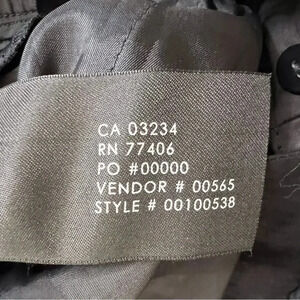 CA 03234
RN 77406
PO #00000
VENDOR # 00565
STYLE # 00100538